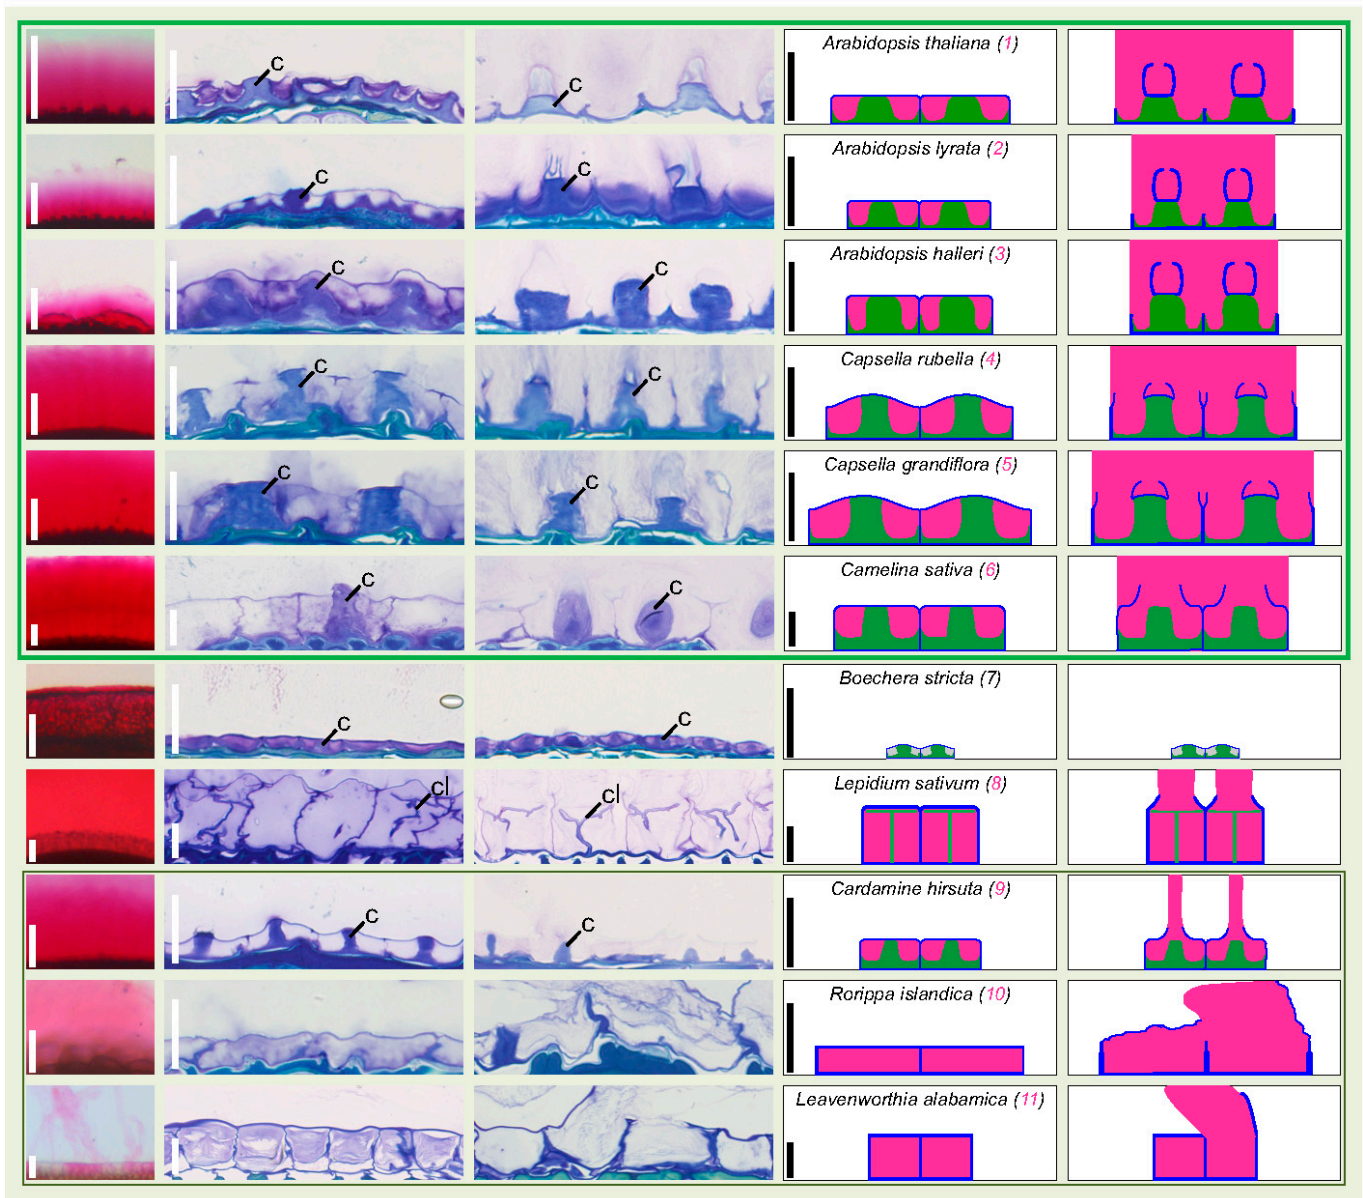 C
C
Arabidopsis thaliana (1)
C
C
Arabidopsis lyrata (2)
C
C
Arabidopsis halleri (3)
C
C
Capsella rubella (4)
C
C
Capsella grandiflora (5)
C
C
Camelina sativa (6)
C
C
Boechera stricta (7)
cl
cl
Lepidium sativum (8)
C
C
Cardamine hirsuta (9)
Rorippa islandica (10)
Leavenworthia alabamica (11)